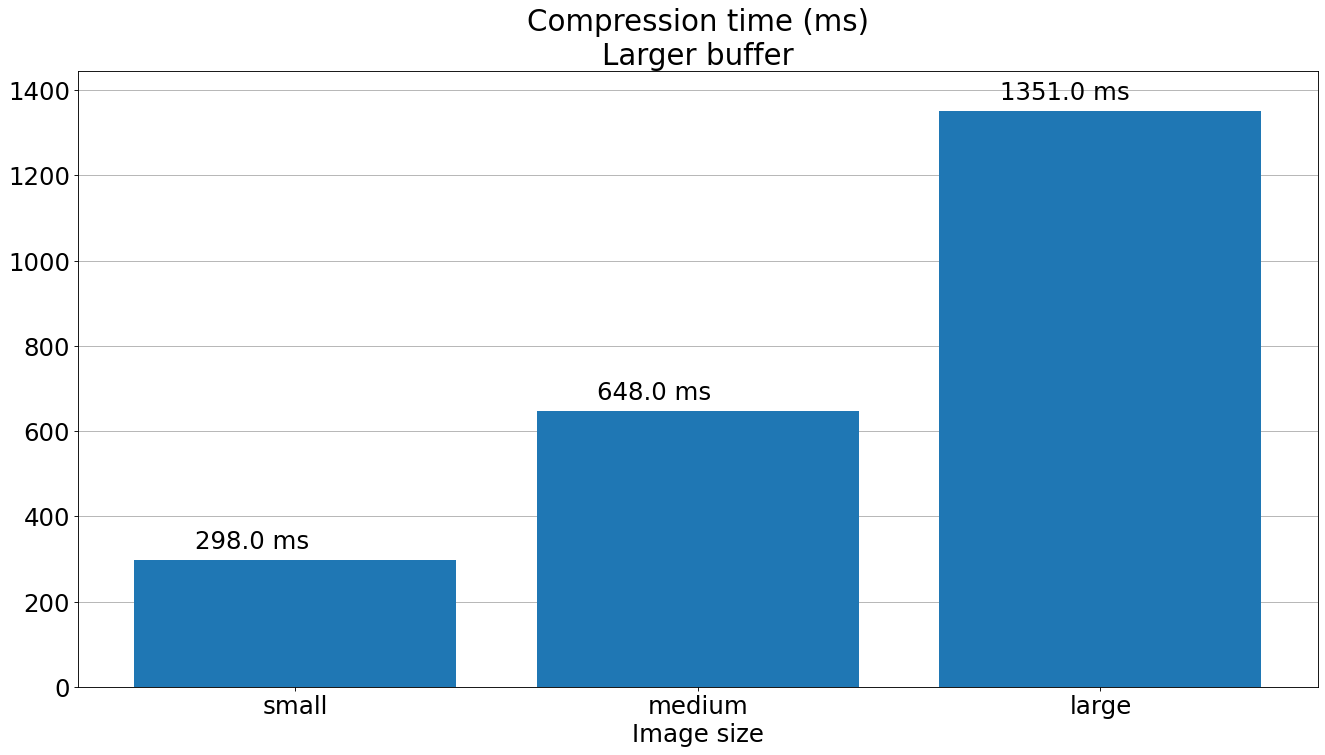 Compression time (ms)
Larger buffer
1400
1200
1000
800
600
400
200
0
298.0 ms
648.0 ms
1351.0 ms
small
medium
large
Image size